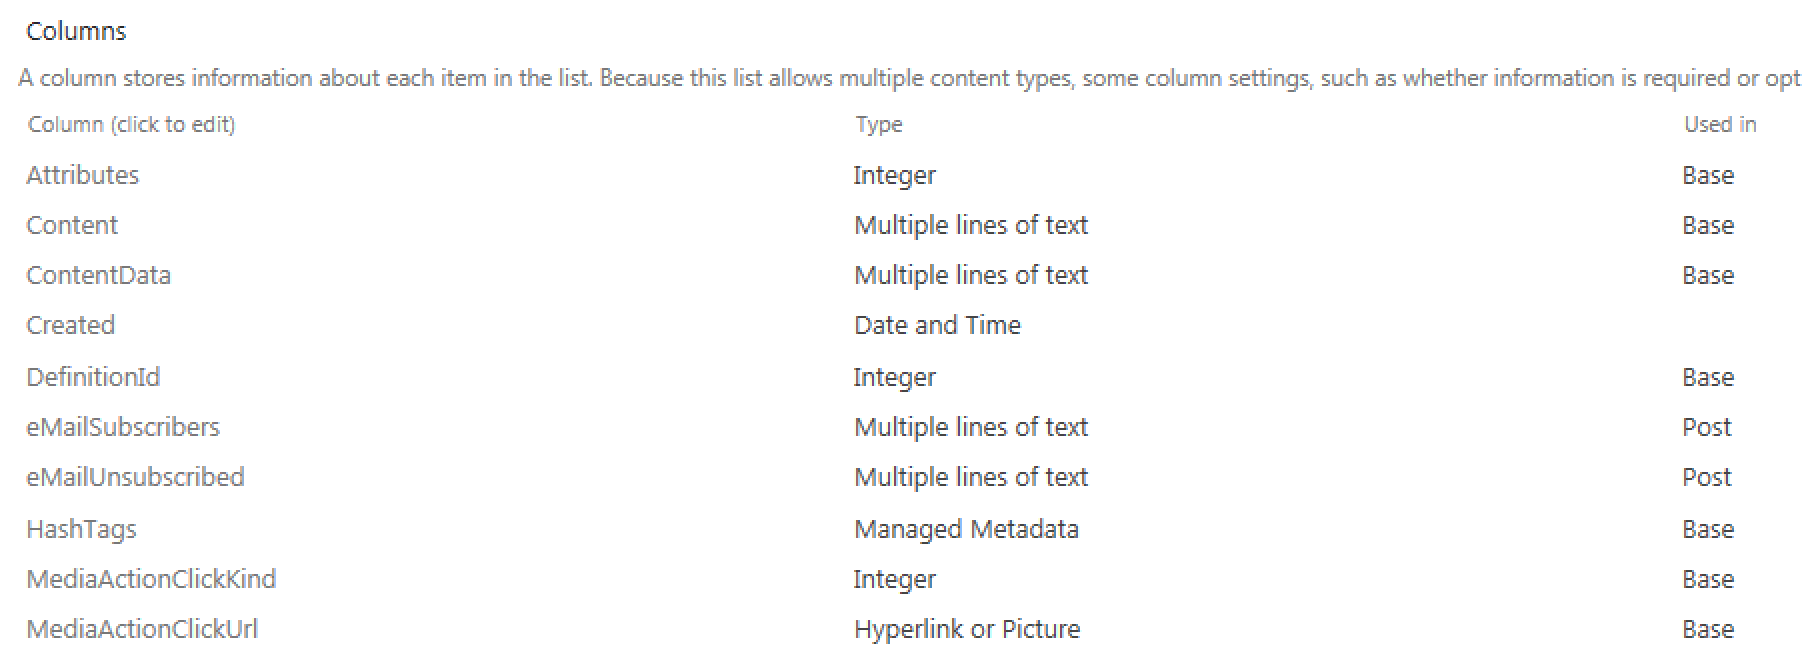 Columns
A column stores information about each item in the list. Because this list allows multiple content types, some column settings, such as whether information is required or opt
Column (click to edit) Type Used in
Attributes Integer Base
Content Multiple lines of text Base
ContentData Multiple lines of text Base
Created Date and Time
DefinitionId Integer Base
eMailSubscribers Multiple lines of text Post
eMailUnsubscribed Multiple lines of text Post
HashTags Managed Metadata Base
MediaActionClickKind Integer Base
MediaActionClickUrl Hyperlink or Picture Base